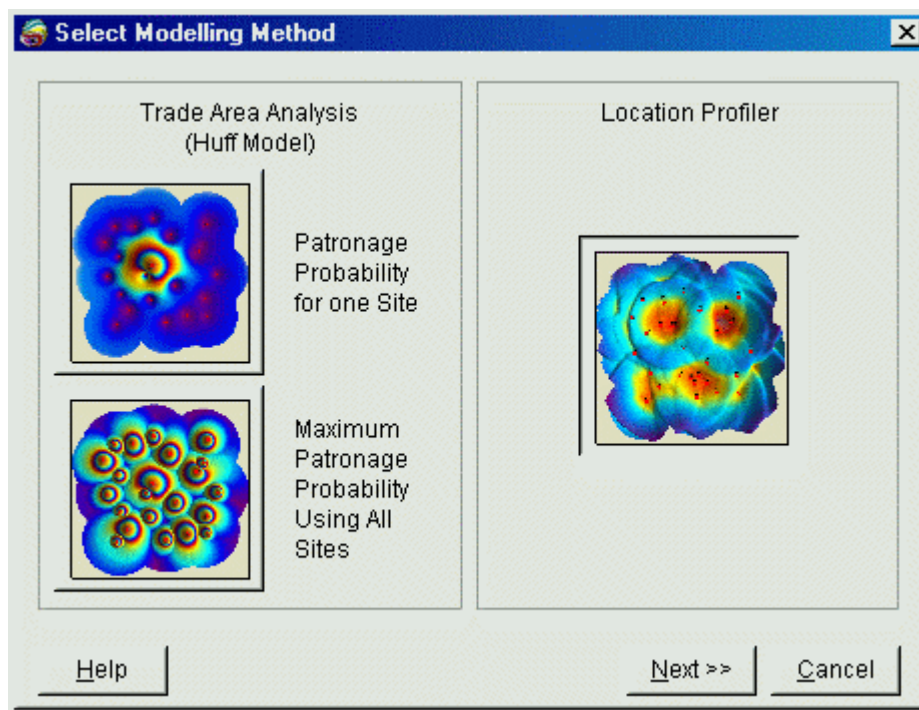 Select Modelling Method
Trade Area Analysis
(Huff Model)
Patronage
Probability
for one Site
Maximum
Patronage
Probability
Using All
Sites
Location Profiler
Help
Next >>
Cancel